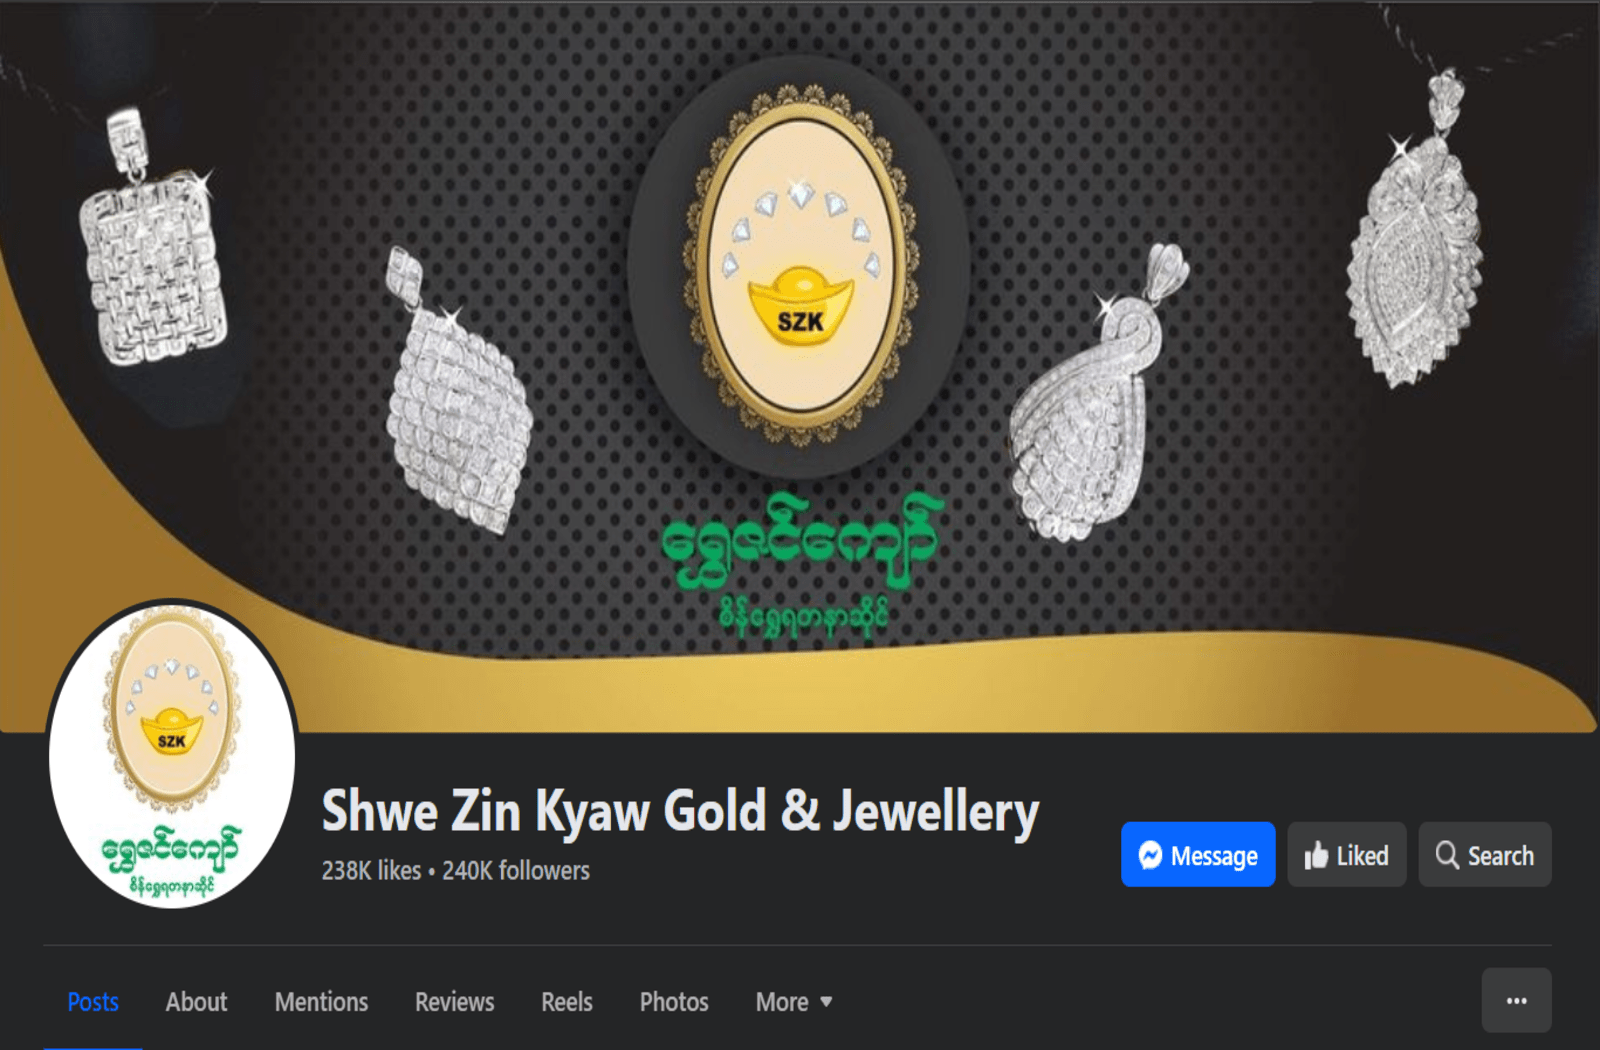 SZK
ရွှေဇင်ကျော်
စိန်ရွှေရတနာဆိုင်
SZK
ရွှေဇင်ကျော်
စိန်ရွှေရတနာဆိုင်
Shwe Zin Kyaw Gold & Jewellery
238K likes • 240K followers
Message
Liked
Search
Posts About Mentions Reviews Reels Photos More